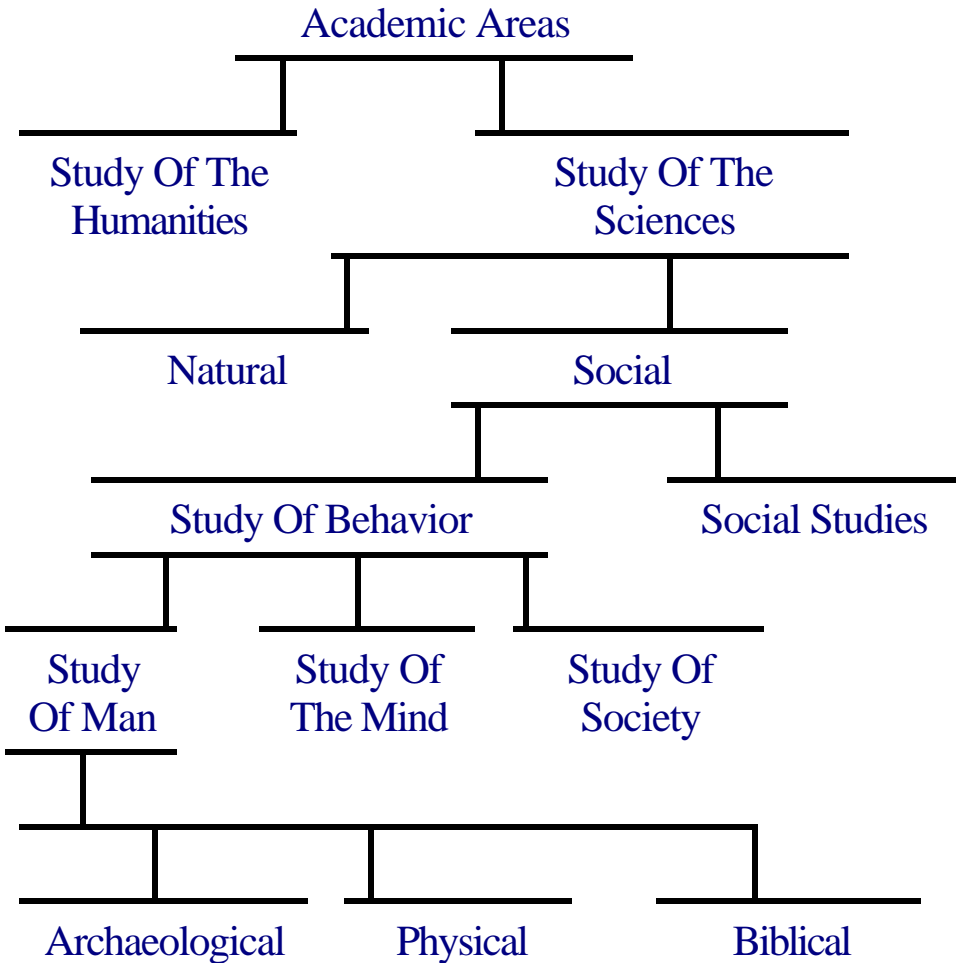 Academic Areas
Study Of The
Humanities
Study Of The
Sciences
Natural
Social
Study Of Behavior
Social Studies
Study
Of Man
Study Of
The Mind
Study Of
Society
Archaeological
Physical
Biblical